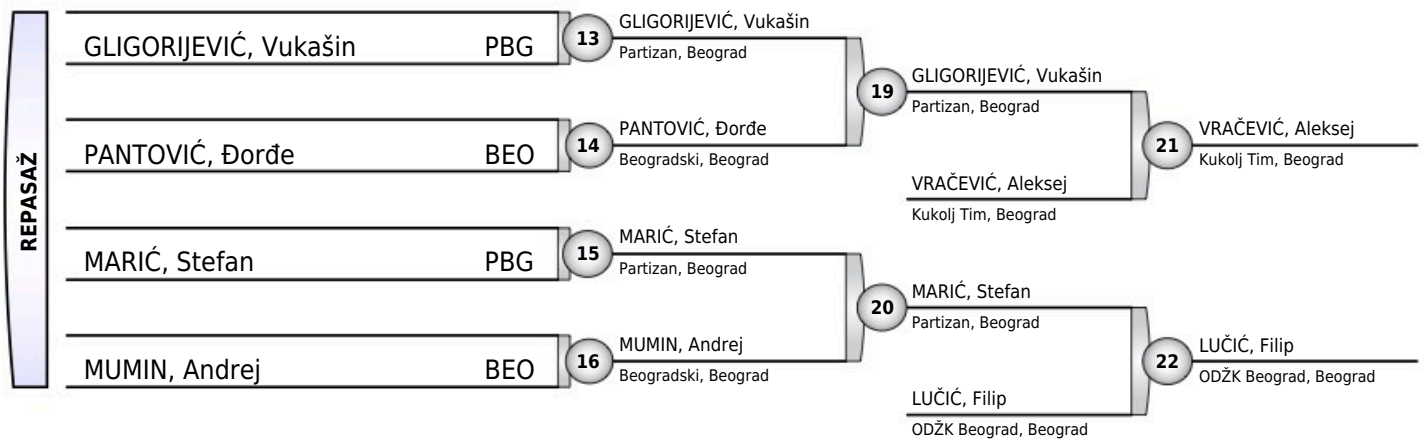 REPASAŽ
GLIGORIJEVIĆ, Vukašin PBG
13
GLIGORIJEVIĆ, Vukašin
Partizan, Beograd
PANTOVIĆ, Đorđe BEO
14
PANTOVIĆ, Đorđe
Beogradski, Beograd
MARIĆ, Stefan PBG
15
MARIĆ, Stefan
Partizan, Beograd
MUMIN, Andrej BEO
16
MUMIN, Andrej
Beogradski, Beograd
19
GLIGORIJEVIĆ, Vukašin
Partizan, Beograd
VRAČEVIĆ, Aleksej
Kukolj Tim, Beograd
20
MARIĆ, Stefan
Partizan, Beograd
LUČIĆ, Filip
ODŽK Beograd, Beograd
21
VRAČEVIĆ, Aleksej
Kukolj Tim, Beograd
22
LUČIĆ, Filip
ODŽK Beograd, Beograd